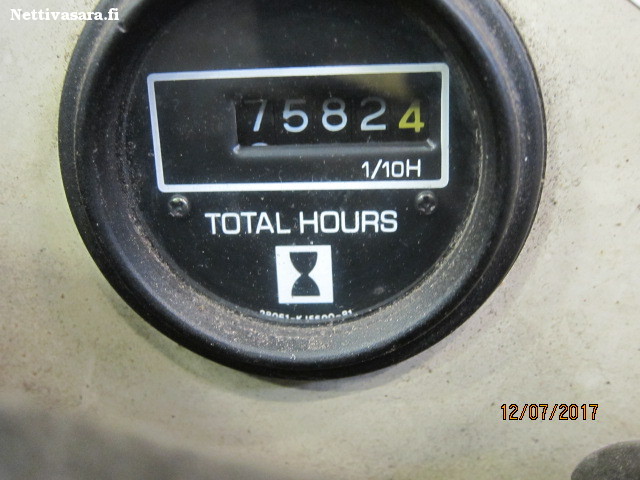 Nettivasara.fi
75824
1/10H
TOTAL HOURS
12/07/2017